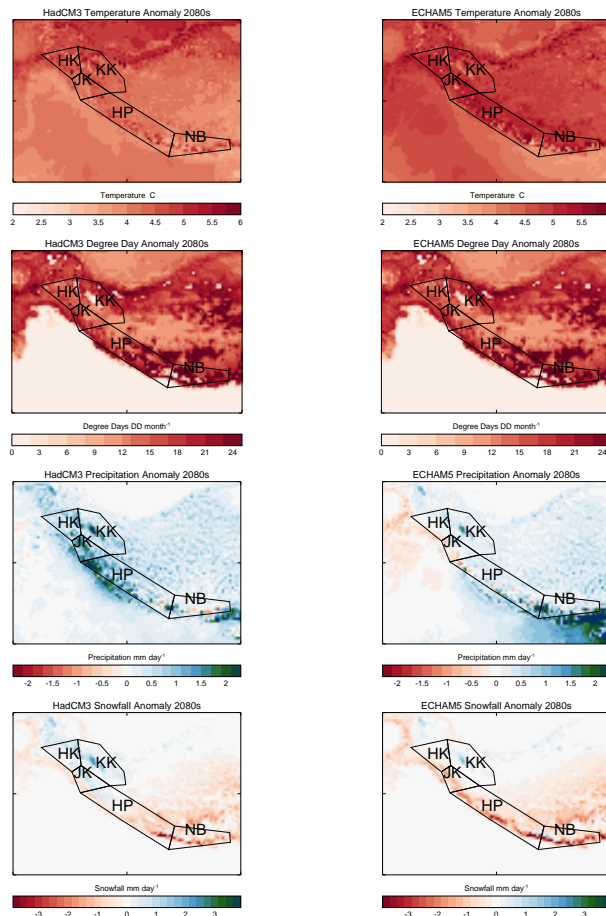 HadCM3 Temperature Anomaly 2080s
HK
KK
JK
HP
NB
Temperature C
2 2.5 3 3.5 4 4.5 5 5.5 6
ECHAM5 Temperature Anomaly 2080s
HK
KK
JK
HP
NB
Temperature C
2 2.5 3 3.5 4 4.5 5 5.5 6
HadCM3 Degree Day Anomaly 2080s
HK
KK
JK
HP
NB
Degree Days DD month-1
0 3 6 9 12 15 18 21 24
ECHAM5 Degree Day Anomaly 2080s
HK
KK
JK
HP
NB
Degree Days DD month-1
0 3 6 9 12 15 18 21 24
HadCM3 Precipitation Anomaly 2080s
HK
KK
JK
HP
NB
Precipitation mm day-1
-2 -1.5 -1 -0.5 0 0.5 1 1.5 2
ECHAM5 Precipitation Anomaly 2080s
HK
KK
JK
HP
NB
Precipitation mm day-1
-2 -1.5 -1 -0.5 0 0.5 1 1.5 2
HadCM3 Snowfall Anomaly 2080s
HK
KK
JK
HP
NB
Snowfall mm day-1
-3 -2 -1 0 1 2 3
ECHAM5 Snowfall Anomaly 2080s
HK
KK
JK
HP
NB
Snowfall mm day-1
-3 -2 -1 0 1 2 3